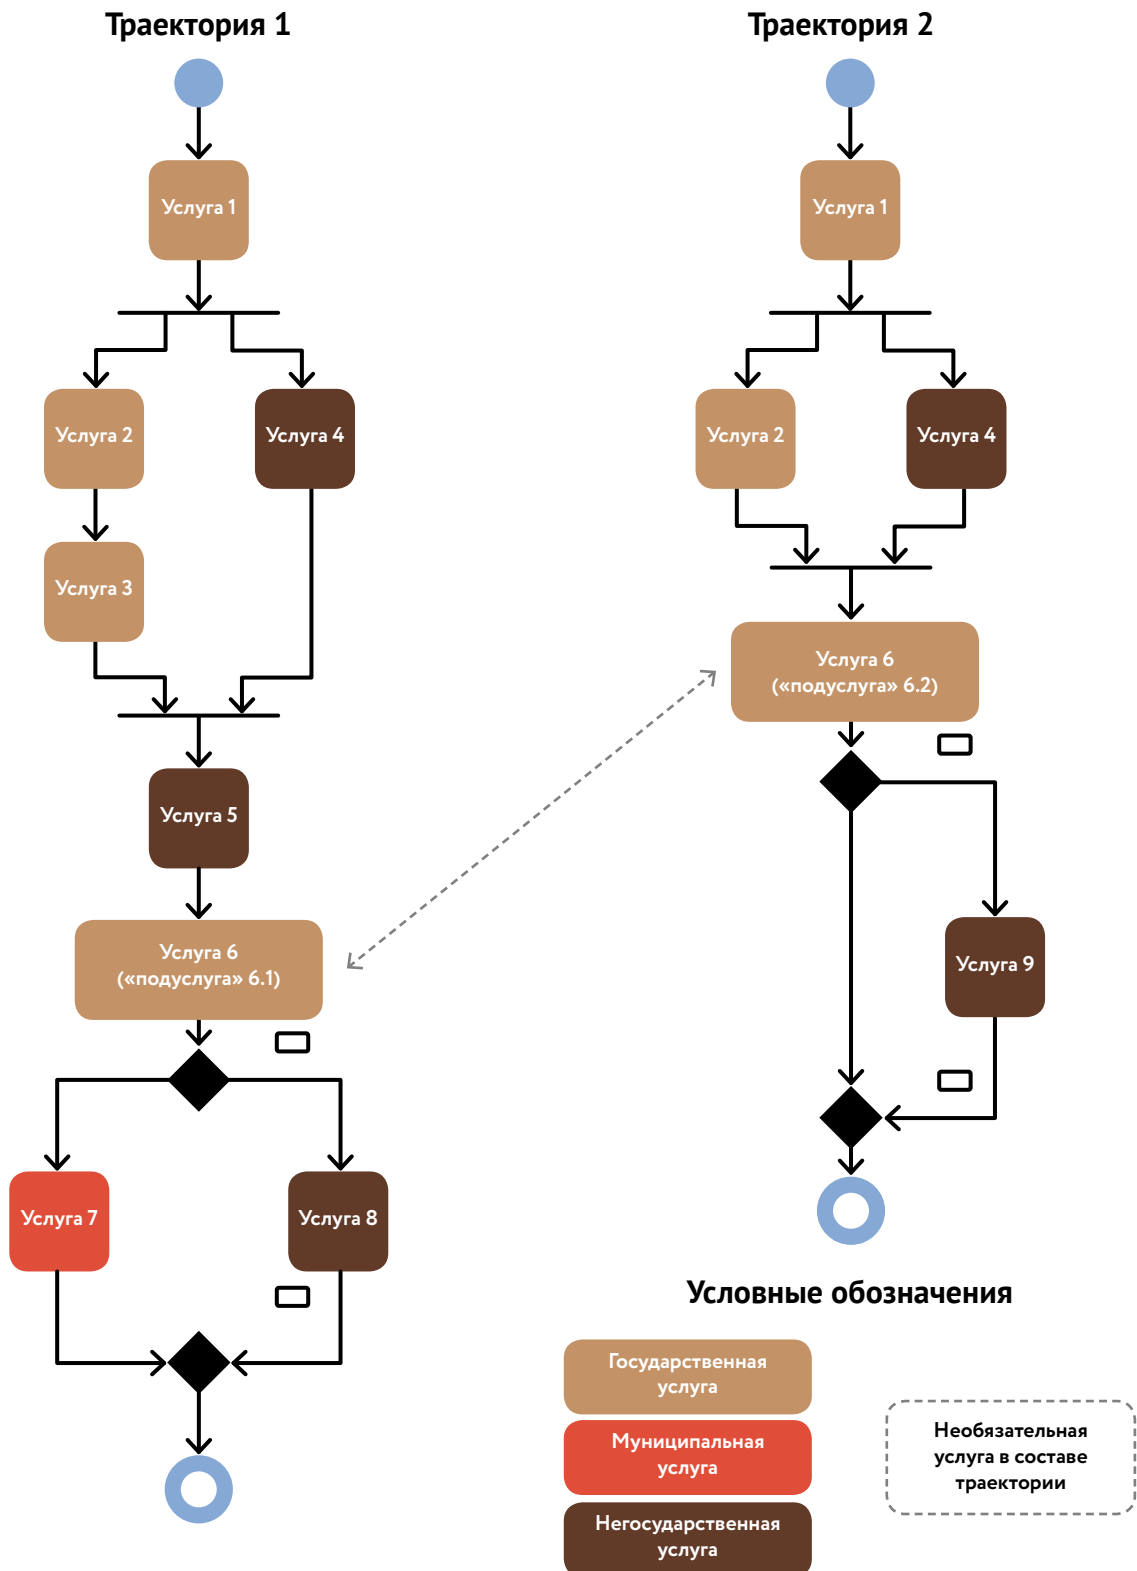 Траектория 1
Услуга 1
Услуга 2
Услуга 4
Услуга 3
Услуга 5
Услуга 6
(«подуслуга» 6.1)
Услуга 7
Услуга 8
Траектория 2
Услуга 1
Услуга 2
Услуга 4
Услуга 6
(«подуслуга» 6.2)
Услуга 9
Условные обозначения
Государственная
услуга
Муниципальная
услуга
Негосударственная
услуга
Необязательная
услуга в составе
траектории